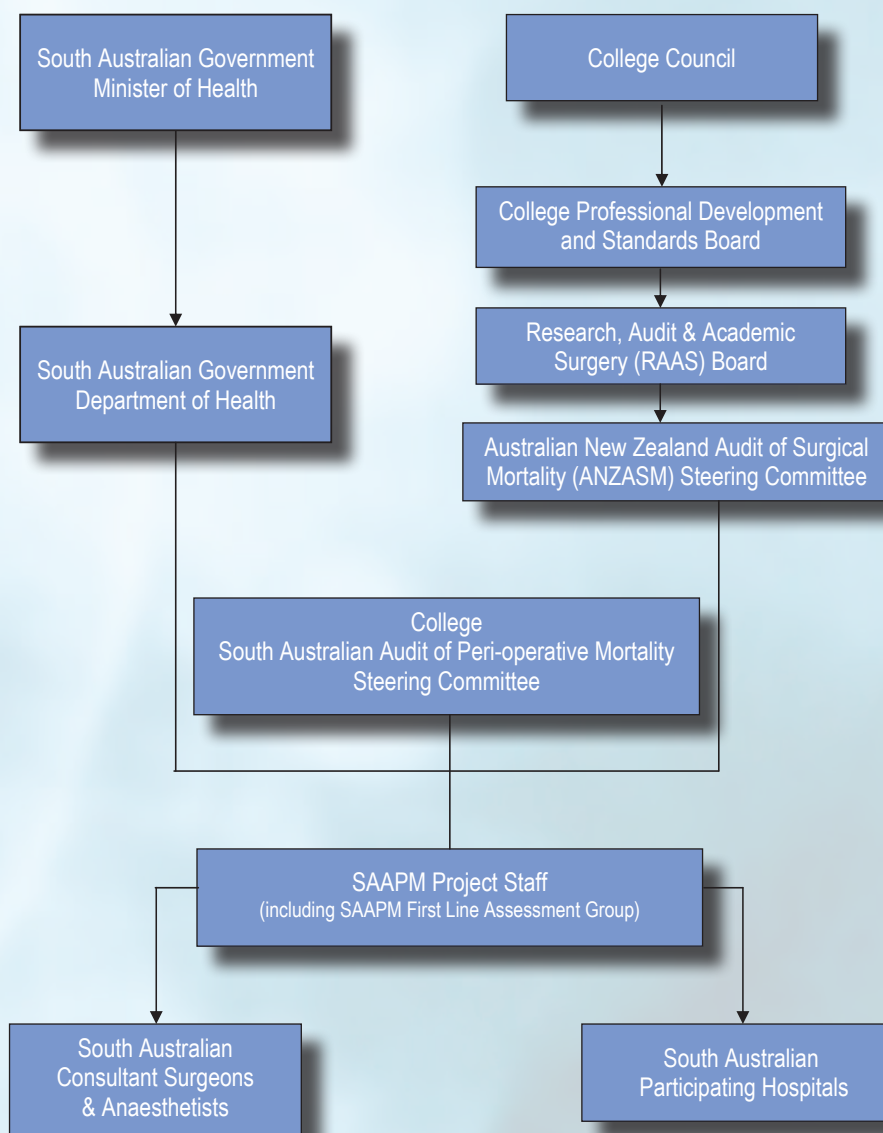 South Australian Government
Minister of Health
College Council
College Professional Development
and Standards Board
Research, Audit & Academic
Surgery (RAAS) Board
South Australian Government
Department of Health
Australian New Zealand Audit of Surgical
Mortality (ANZASM) Steering Committee
College
South Australian Audit of Peri-operative Mortality
Steering Committee
SAAPM Project Staff
(including SAAPM First Line Assessment Group)
South Australian
Consultant Surgeons
& Anaesthetists
South Australian
Participating Hospitals